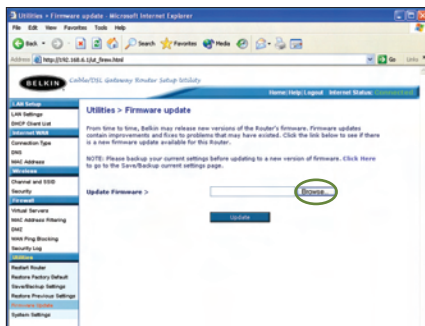 Utilities > Firmware update - Microsoft Internet Explorer
File Edit View Favorites Tools Help
Back Search Favorites Media
Address Go Links
BELKIN Cable/DSL Gateway Router Setup Utility
Home|Help|Logout Internet Status: Connected
LAN Setup
LAN Settings
DHCP Client List
Internet WAN
Connection Type
DNS
MAC Address
Wireless
Channel and SSID
Security
Firewall
Virtual Servers
MAC Address Filtering
DMZ
WAN Ping Blocking
Security Log
Utilities
Restart Router
Restore Factory Default
Save/Backup Settings
Restore Previous Settings
Firmware Update
System Settings
Utilities > Firmware update
From time to time, Belkin may release new versions of the Router's firmware. Firmware updates
contain improvements and fixes to problems that may have existed. Click the link below to see if there
is a new firmware update available for this Router.
NOTE: Please backup your current settings before updating to a new version of firmware. Click Here
to go to the Save/Backup current settings page.
Update Firmware > Browse...
Update